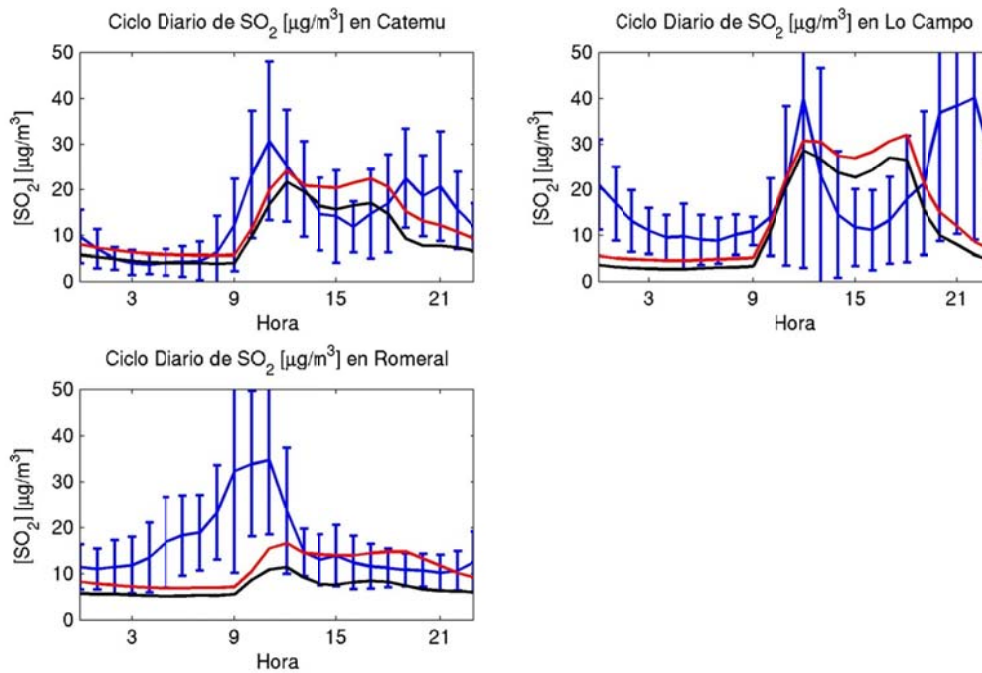 Ciclo Diario de SO2 [µg/m3] en Catemu
50
40
30
20
10
0
[SO2] [µg/m3]
3 9 15 21
Hora
Ciclo Diario de SO2 [µg/m3] en Lo Campo
50
40
30
20
10
0
[SO2] [µg/m3]
3 9 15 21
Hora
Ciclo Diario de SO2 [µg/m3] en Romeral
50
40
30
20
10
0
[SO2] [µg/m3]
3 9 15 21
Hora